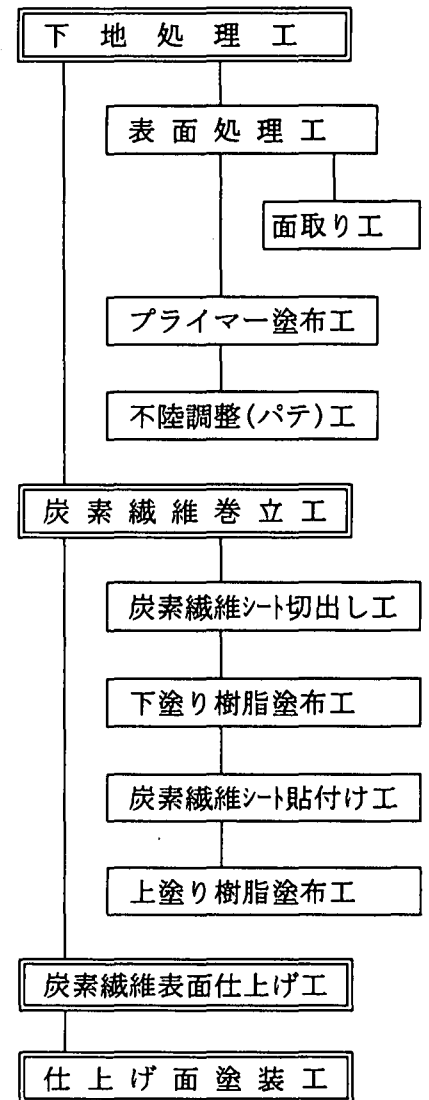 下地処理工
表面処理工
面取り工
プライマー塗布工
不陸調整(パテ)工
炭素繊維巻立工
炭素繊維シート切出し工
下塗り樹脂塗布工
炭素繊維シート貼付け工
上塗り樹脂塗布工
炭素繊維表面仕上げ工
仕上げ面塗装工